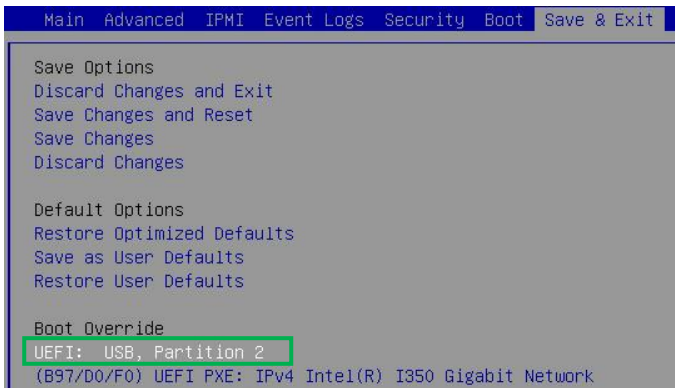 Main Advanced IPMI Event Logs Security Boot Save & Exit
Save Options
Discard Changes and Exit
Save Changes and Reset
Save Changes
Discard Changes
Default Options
Restore Optimized Defaults
Save as User Defaults
Restore User Defaults
Boot Override
UEFI: USB, Partition 2
(B97/D0/F0) UEFI PXE: IPv4 Intel(R) I350 Gigabit Network